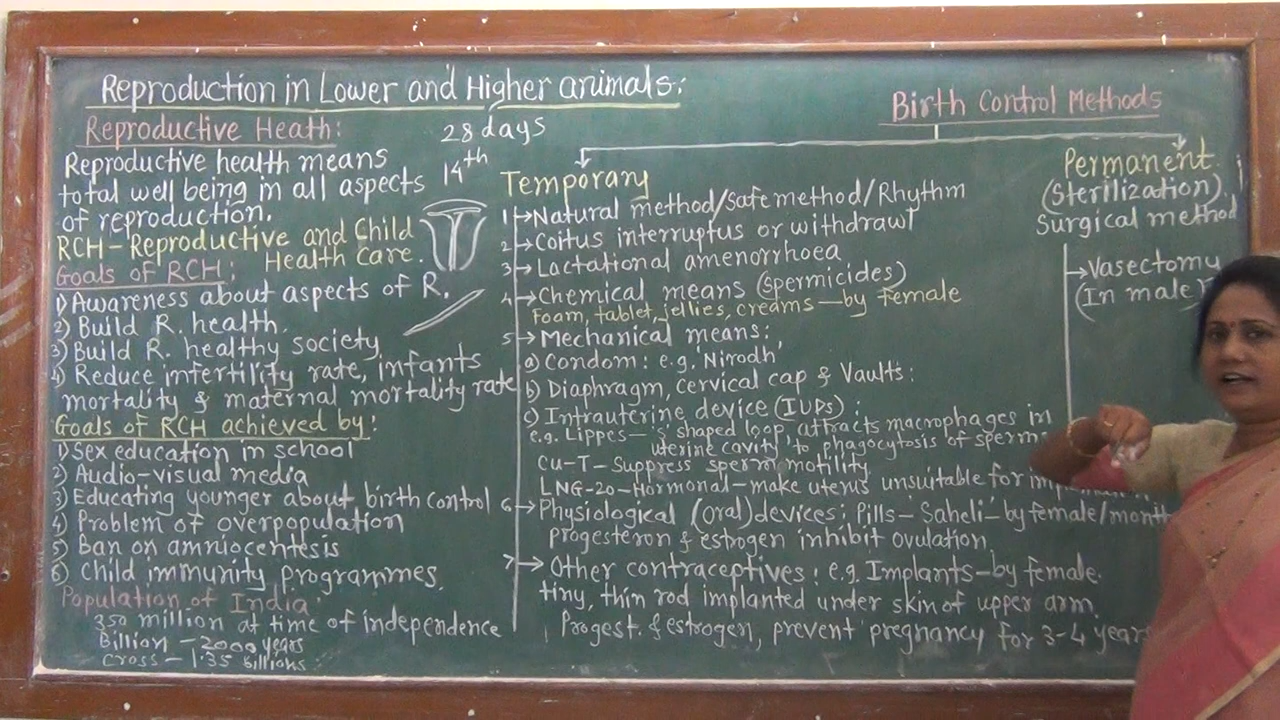 Reproduction in Lower and Higher animals:
Reproductive Heath:
28 days
14th
Reproductive health means
total well being in all aspects
of reproduction.
RCH - Reproductive and Child
Health Care.
Goals of RCH:
1) Awareness about aspects of R.
2) Build R. health.
3) Build R. healthy society
4) Reduce infertility rate, infants
mortality & maternal mortality rate
Goals of RCH achieved by:
1) Sex education in school
2) Audio-visual media
3) Educating younger about birth control
4) Problem of overpopulation
5) Ban on amniocentesis
6) Child immunity programmes.
Population of India:
350 million at time of independence
Billion - 2000 years
cross - 1.35 billions
Birth Control Methods
Temporary
1 → Natural method/Safe method/Rhythm
2 → Coitus interruptus or withdrawl
3 → Lactational amenorrhoea
4 → Chemical means (spermicides)
Foam, tablet, jellies, creams — by female
5 → Mechanical means:
a) Condom: e.g. Nirodh
b) Diaphragm, cervical cap & Vaults:
c) Intrauterine device (IUDs):
e.g. Lippes - 's' shaped loop attracts macrophages in
uterine cavity to phagocytosis of sperms
Cu-T - Suppress sperm motility
LNG-20 - Hormonal - make uterus unsuitable for
6 → Physiological (oral) devices: Pills - Saheli - by female/month
progesteron & estrogen inhibit ovulation
7 → Other contraceptives: e.g. Implants - by female.
tiny, thin rod implanted under skin of upper arm.
Progest. & estrogen, prevent pregnancy for 3-4 years
Permanent
(Sterilization).
Surgical method
→ Vasectomy
(In male)